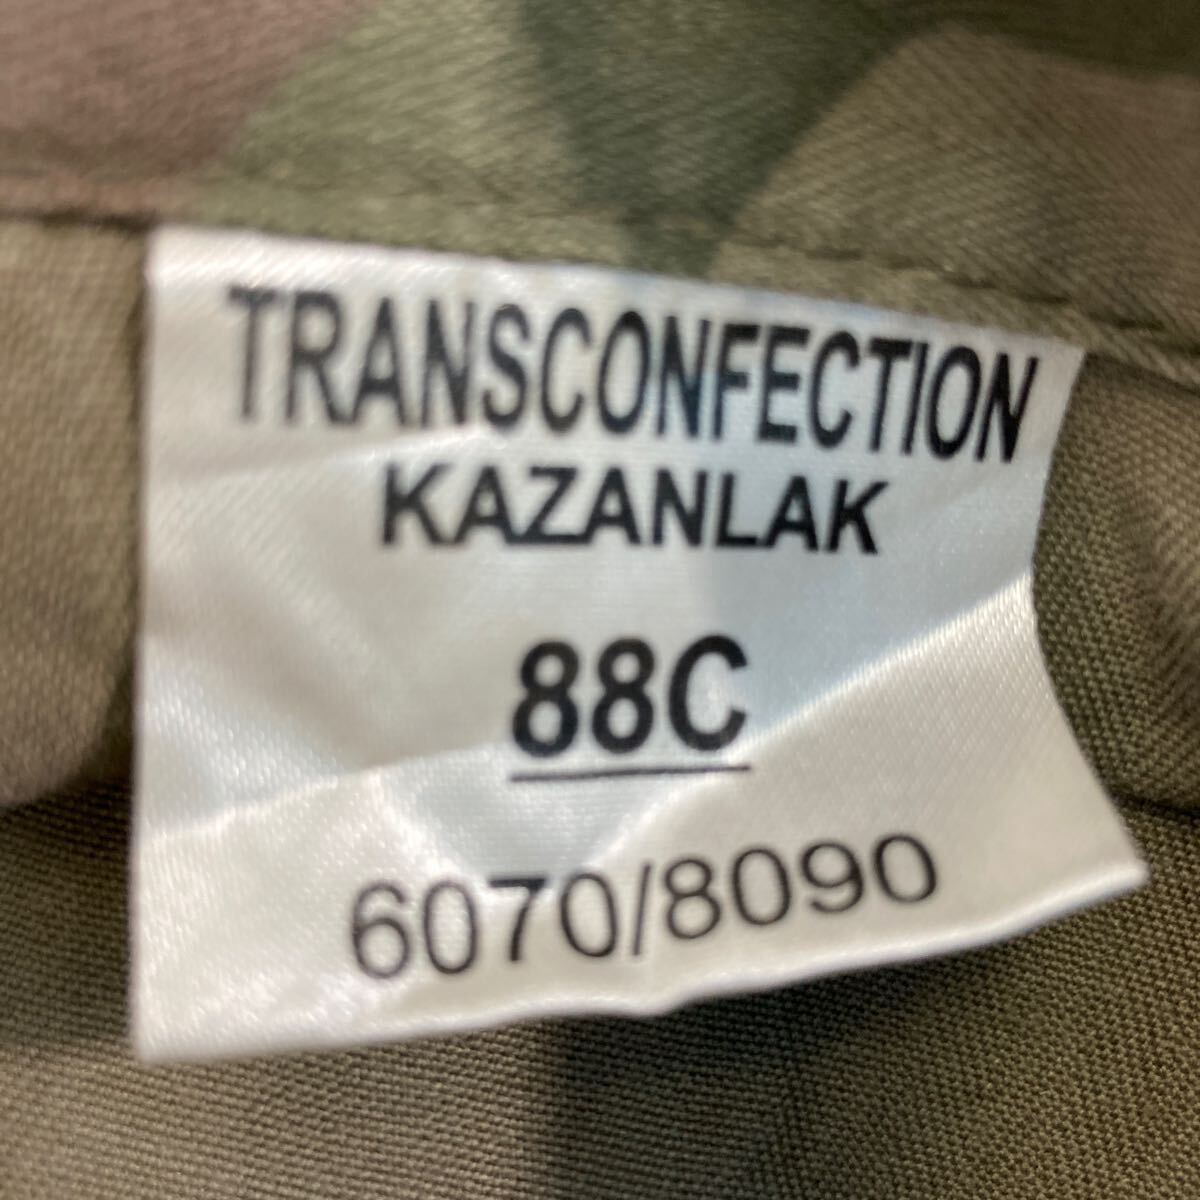 TRANSCONFECTION
KAZANLAK
88C
6070/8090